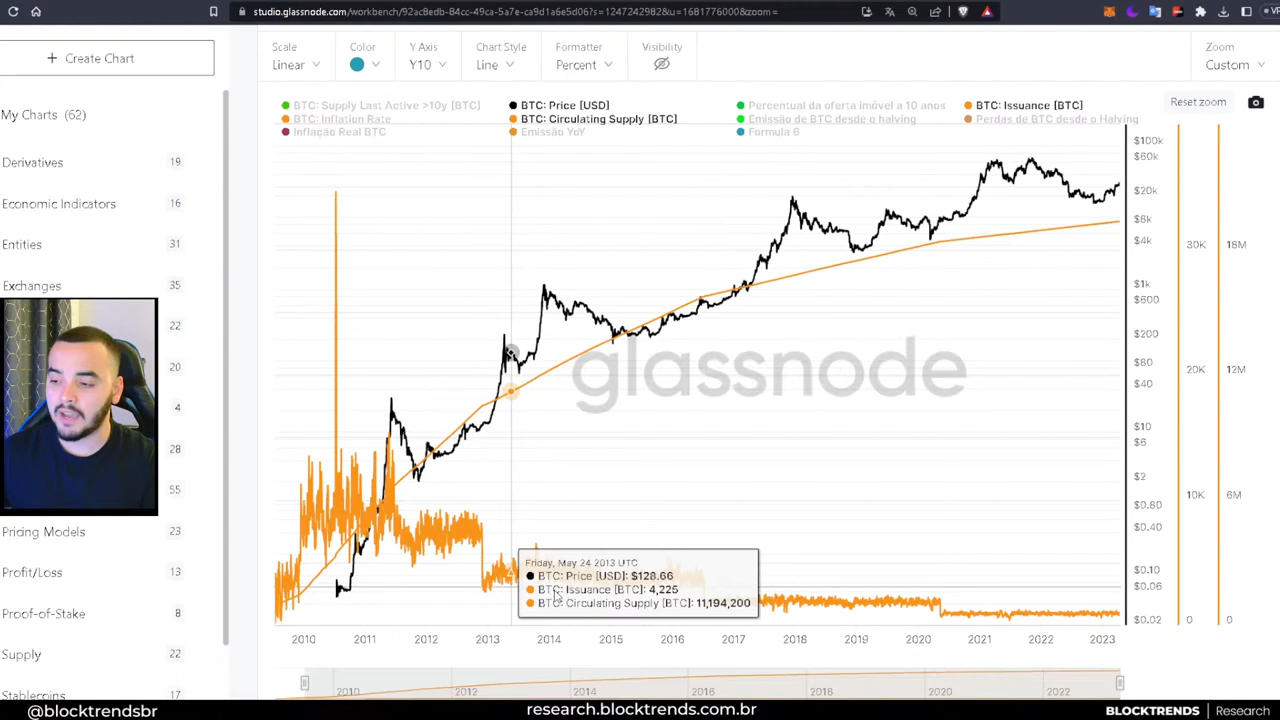 studio.glassnode.com/workbench/92ac8edb-84cc-49ca-5a7e-ca9d1a6e5d06?s=1247242982&u=1681776000&zoom=
Create Chart
My Charts (62)
Derivatives 19
Economic Indicators 16
Entities 31
Exchanges 35
22
20
4
28
55
Pricing Models 23
Profit/Loss 13
Proof-of-Stake 8
Supply 22
Stablecoins 17
Scale Color Y Axis Chart Style Formatter Visibility Zoom
Linear Y10 Line Percent Custom
BTC: Supply Last Active >10y [BTC] BTC: Price [USD] Percentual da oferta imóvel a 10 anos BTC: Issuance [BTC] Reset zoom
BTC: Inflation Rate BTC: Circulating Supply [BTC] Emissão de BTC desde o halving Perdas de BTC desde o Halving
Inflação Real BTC Emissão YoY Formula 6
$100k
$60k
$20k
$8k 30K 18M
$4k
$1k
$600
$200
glassnode
$80 20K 12M
$40
$10
$6
$2
10K 6M
$0.80
$0.40
$0.10
$0.06
$0.02 0 0
Friday, May 24 2013 UTC
BTC: Price [USD]: $128.66
BTC: Issuance [BTC]: 4,225
BTC: Circulating Supply [BTC]: 11,194,200
2010 2011 2012 2013 2014 2015 2016 2017 2018 2019 2020 2021 2022 2023
2010 2012 2014 2016 2018 2020 2022
@blocktrendsbr research.blocktrends.com.br BLOCKTRENDS Research